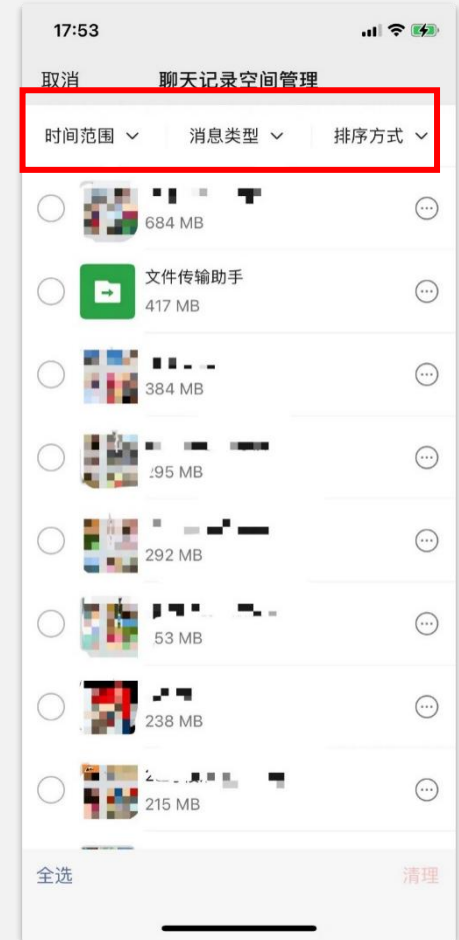 17:53
取消 聊天记录空间管理
时间范围 消息类型 排序方式
684 MB
文件传输助手
417 MB
384 MB
95 MB
292 MB
53 MB
238 MB
215 MB
全选 清理